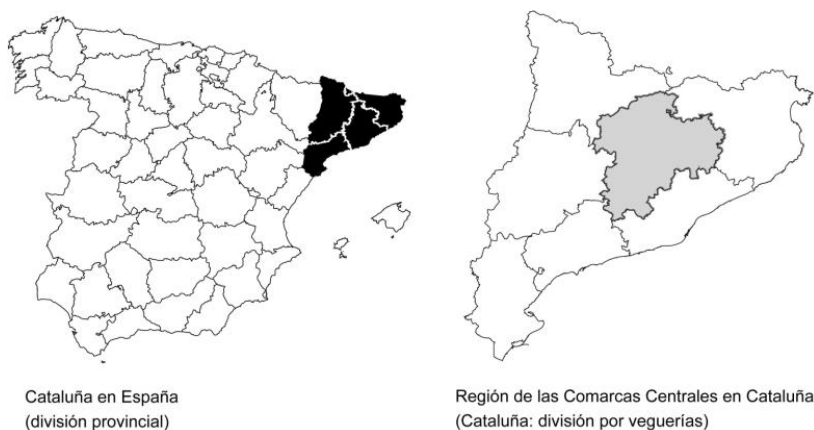 Cataluña en España
(división provincial)
Región de las Comarcas Centrales en Cataluña
(Cataluña: división por veguerías)